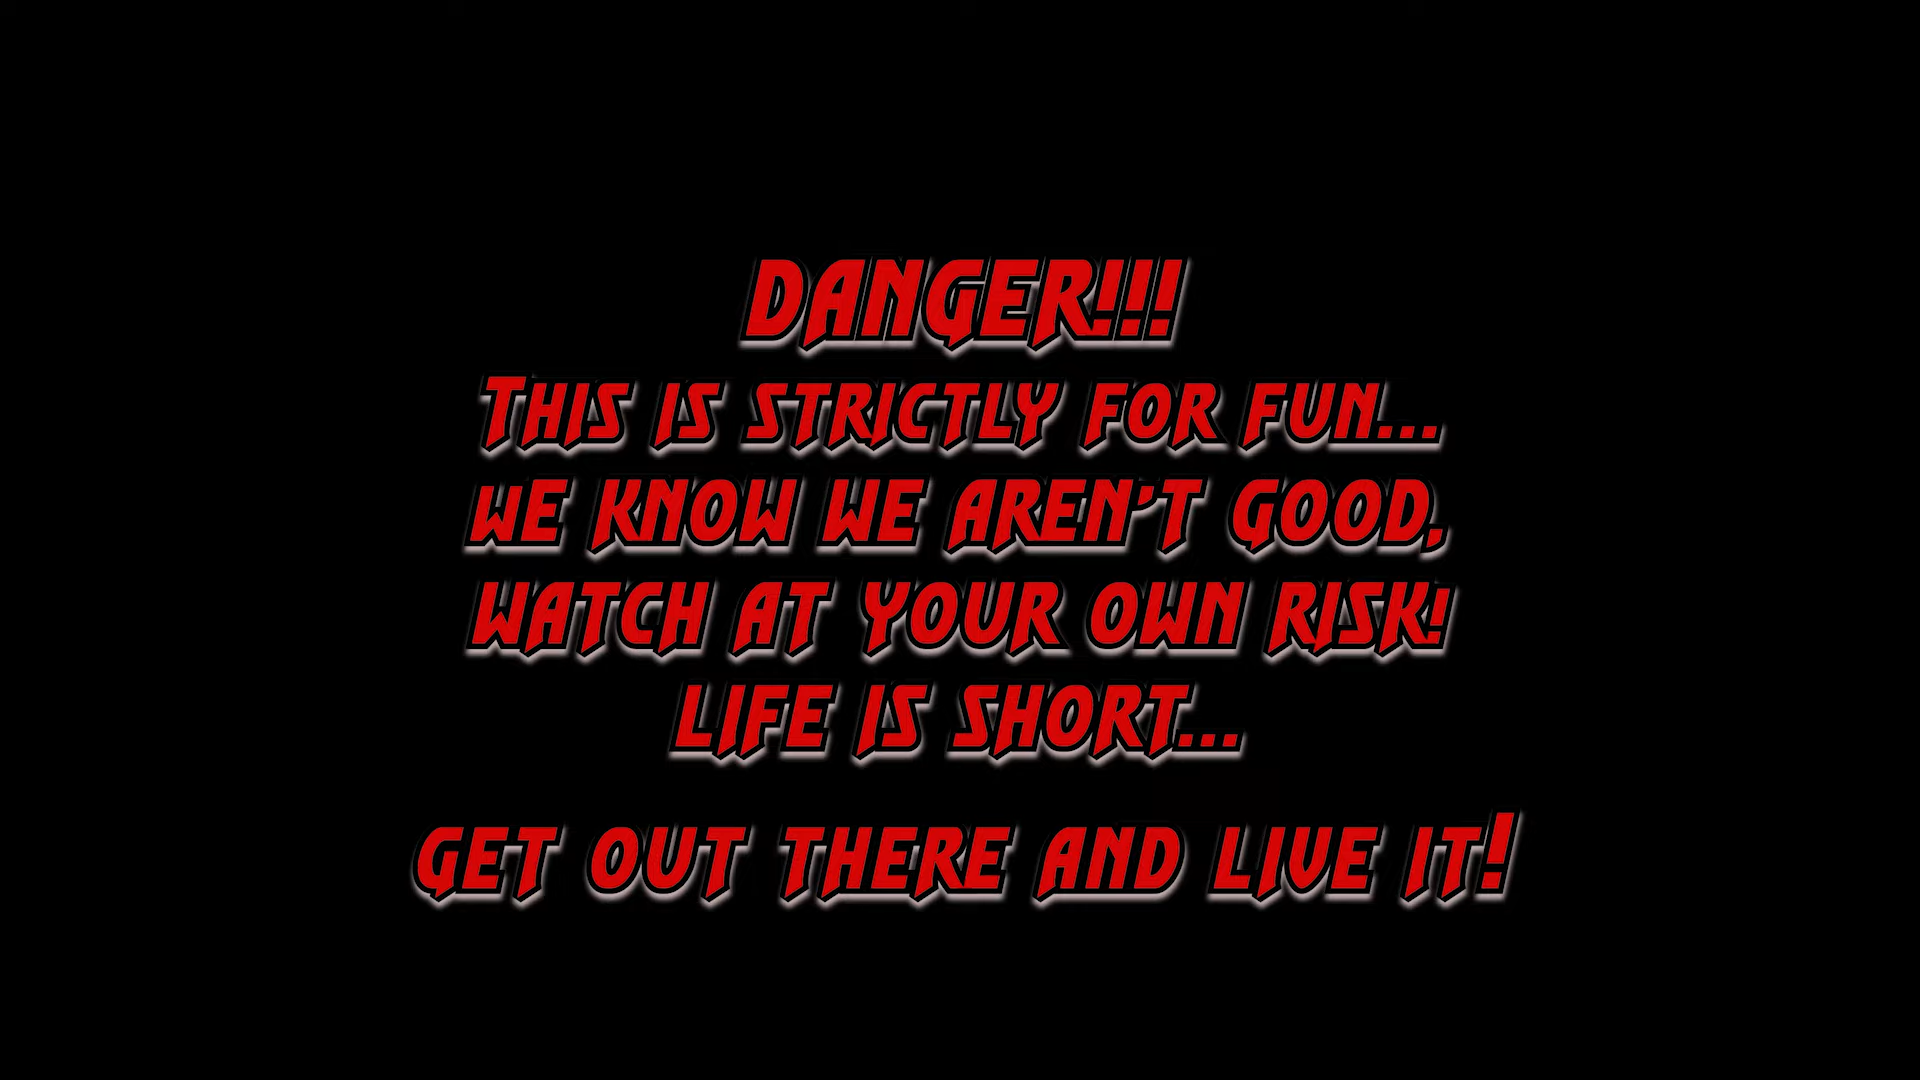 DANGER!!!
THIS IS STRICTLY FOR FUN...
WE KNOW WE AREN'T GOOD,
WATCH AT YOUR OWN RISK!
LIFE IS SHORT...
GET OUT THERE AND LIVE IT!